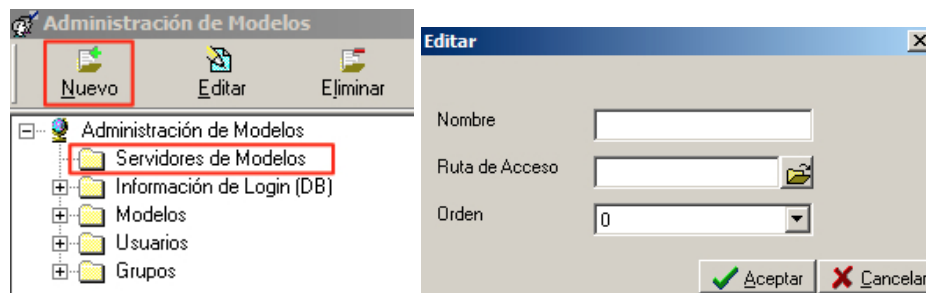 Administración de Modelos
Nuevo Editar Eliminar
Administración de Modelos
Servidores de Modelos
Información de Login (DB)
Modelos
Usuarios
Grupos
Editar
Nombre
Ruta de Acceso
Orden 0
Aceptar Cancelar